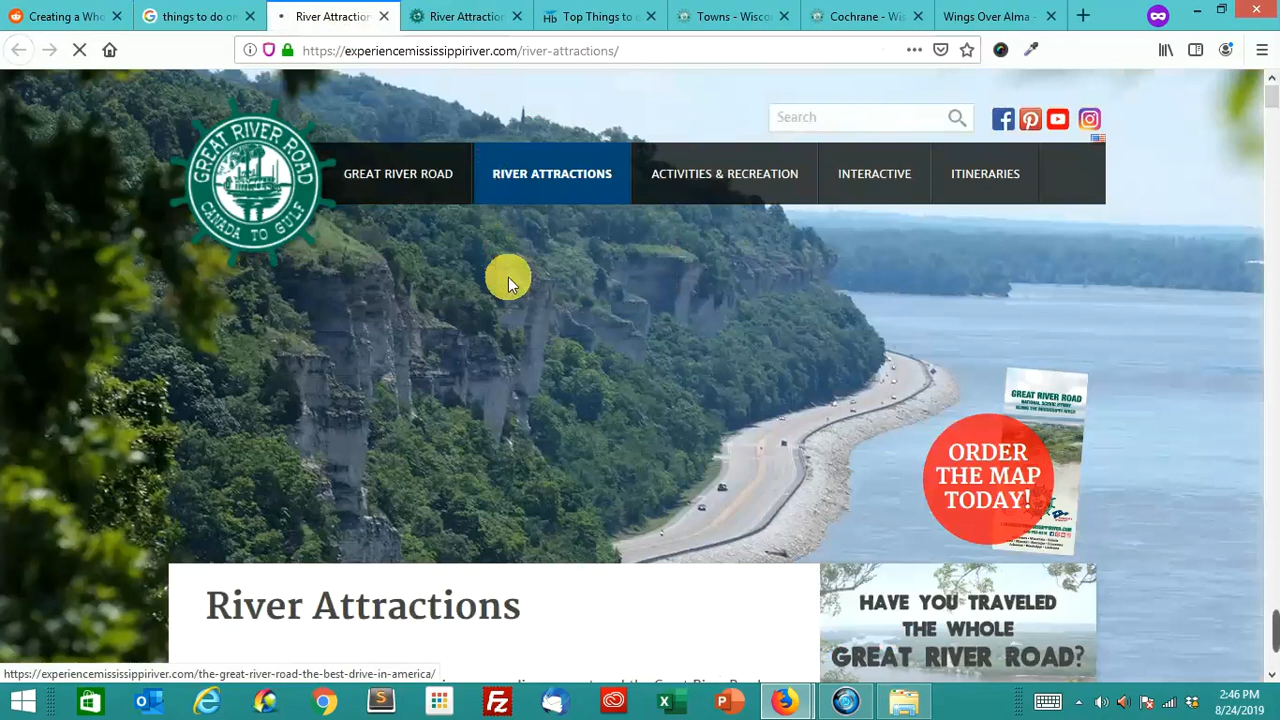 Creating a Who
things to do or
River Attraction
River Attraction
Top Things to d
Towns - Wisco
Cochrane - Wis
Wings Over Alma -
https://experiencemississippiriver.com/river-attractions/
Search
GREAT RIVER ROAD
CANADA TO GULF
GREAT RIVER ROAD
RIVER ATTRACTIONS
ACTIVITIES & RECREATION
INTERACTIVE
ITINERARIES
GREAT RIVER ROAD
ORDER
THE MAP
TODAY!
River Attractions
HAVE YOU TRAVELED
THE WHOLE
GREAT RIVER ROAD?
https://experiencemississippiriver.com/the-great-river-road-the-best-drive-in-america/
2:46 PM
8/24/2019